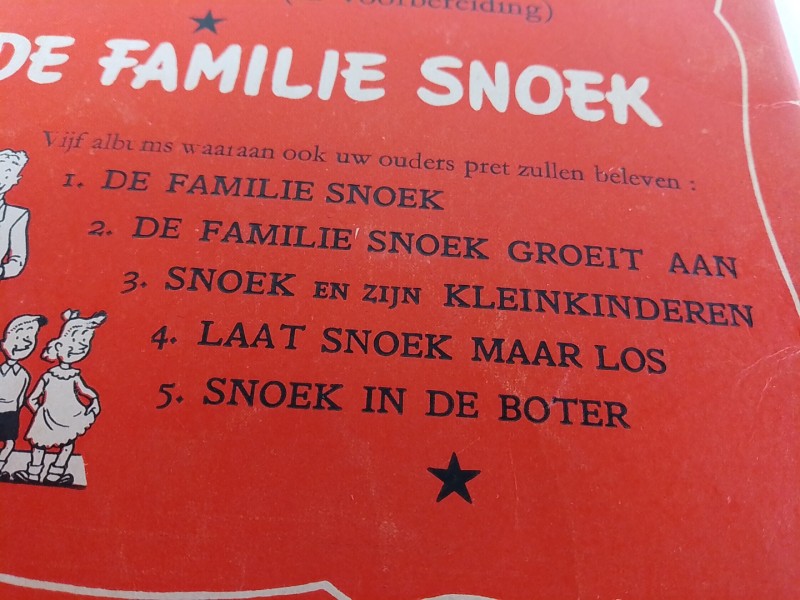 voorbereiding)
DE FAMILIE SNOEK
Vijf albums waaraan ook uw ouders pret zullen beleven :
1. DE FAMILIE SNOEK
2. DE FAMILIE SNOEK GROEIT AAN
3. SNOEK EN ZIJN KLEINKINDEREN
4. LAAT SNOEK MAAR LOS
5. SNOEK IN DE BOTER